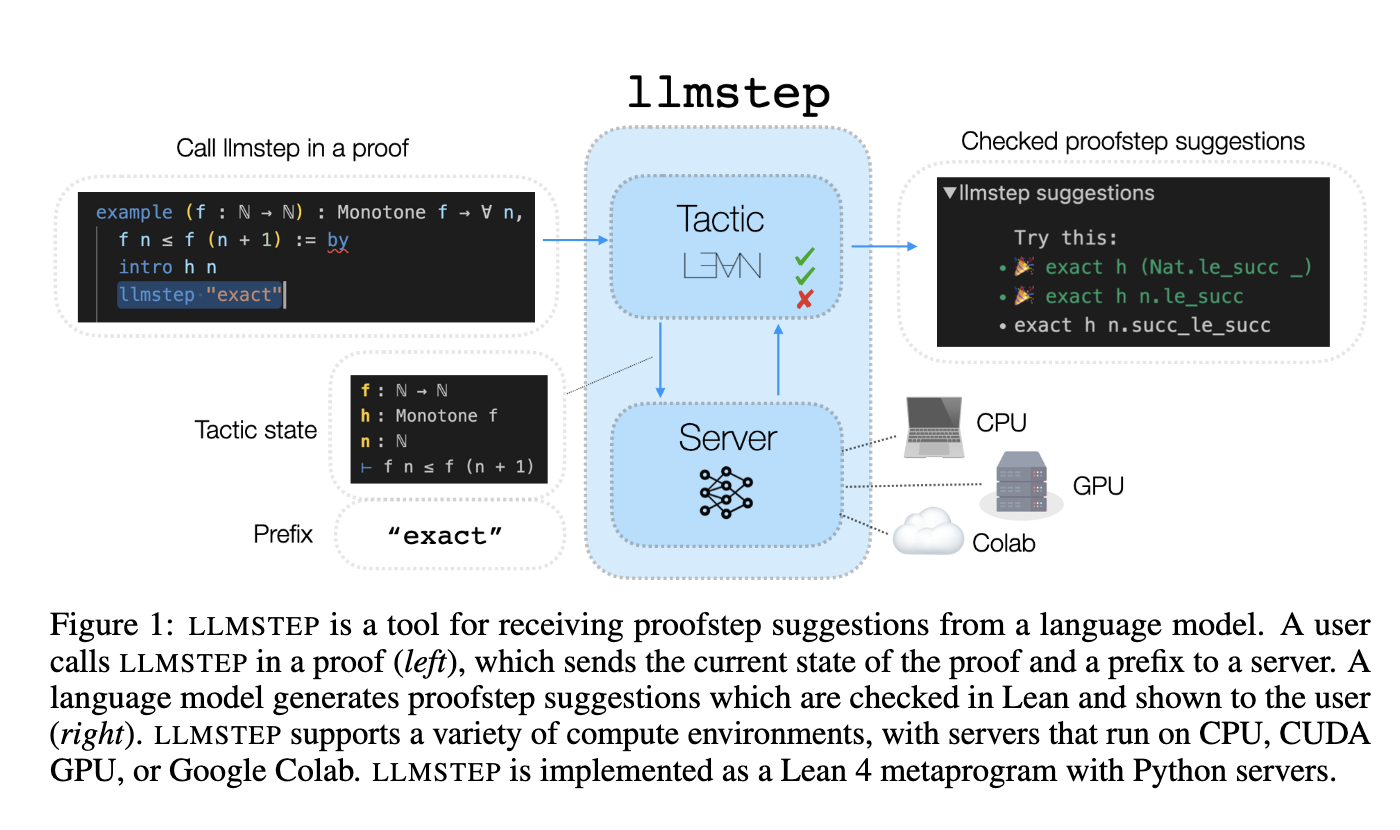 llmstep
Call llmstep in a proof
example (f : ℕ → ℕ) : Monotone f → ∀ n,
f n ≤ f (n + 1) := by
intro h n
llmstep "exact"
Tactic
L∃∀N
Checked proofstep suggestions
▼llmstep suggestions
Try this:
• 🎉 exact h (Nat.le_succ _)
• 🎉 exact h n.le_succ
• exact h n.succ_le_succ
Tactic state
f : ℕ → ℕ
h : Monotone f
n : ℕ
⊢ f n ≤ f (n + 1)
Prefix
“exact”
Server
CPU
GPU
Colab
Figure 1: LLMSTEP is a tool for receiving proofstep suggestions from a language model. A user
calls LLMSTEP in a proof (left), which sends the current state of the proof and a prefix to a server. A
language model generates proofstep suggestions which are checked in Lean and shown to the user
(right). LLMSTEP supports a variety of compute environments, with servers that run on CPU, CUDA
GPU, or Google Colab. LLMSTEP is implemented as a Lean 4 metaprogram with Python servers.